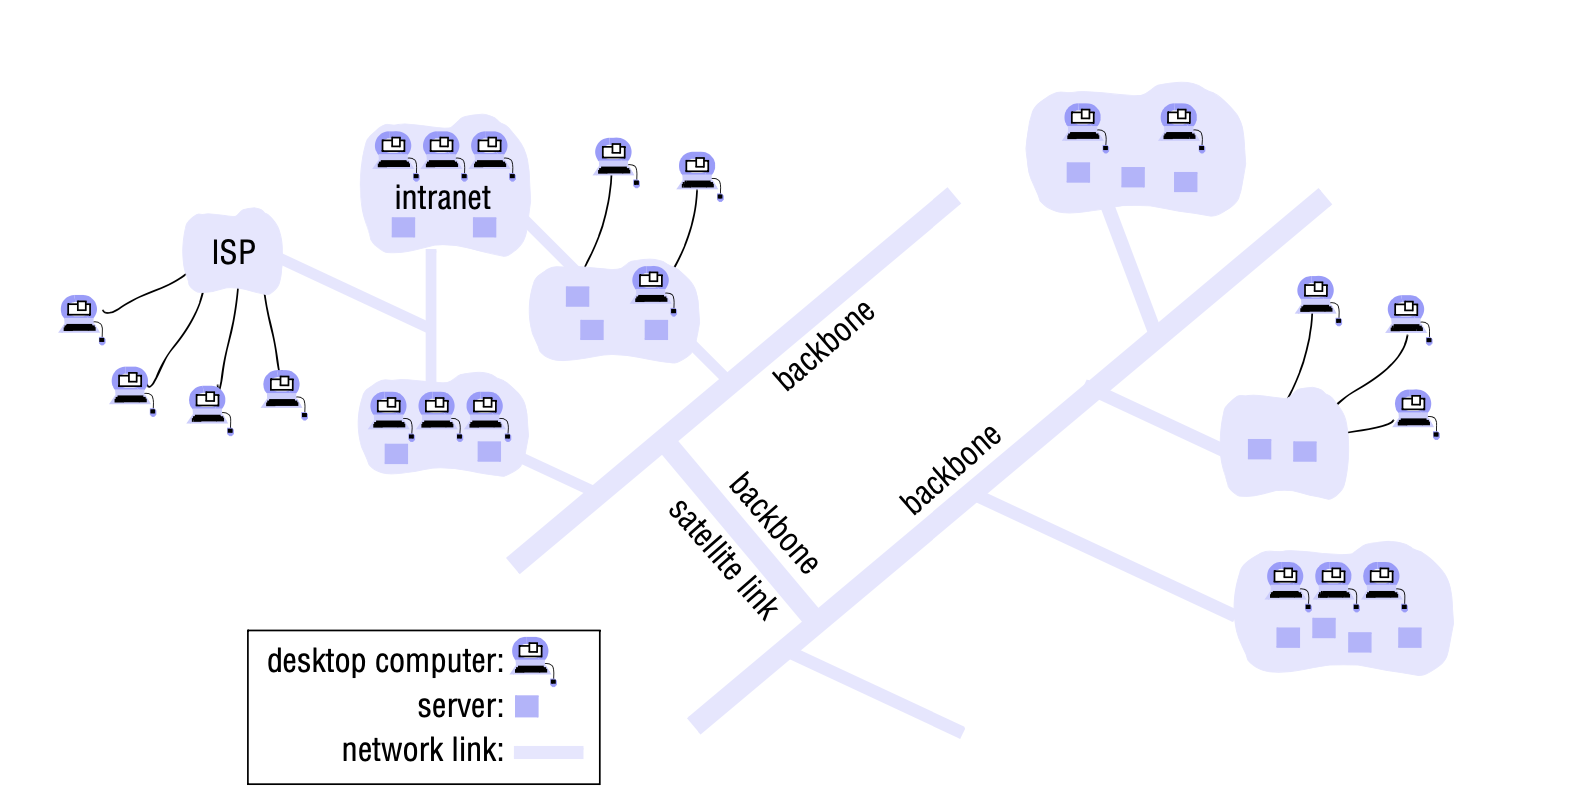 intranet
ISP
backbone
backbone
backbone
satellite link
desktop computer:
server:
network link: